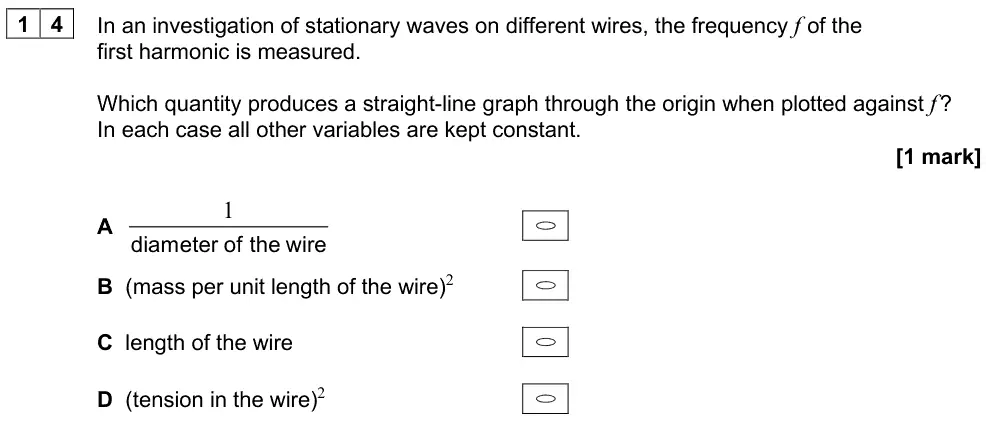 1 4 In an investigation of stationary waves on different wires, the frequency f of the
first harmonic is measured.
Which quantity produces a straight-line graph through the origin when plotted against f?
In each case all other variables are kept constant.
[1 mark]
A 1
diameter of the wire
B (mass per unit length of the wire)²
C length of the wire
D (tension in the wire)²